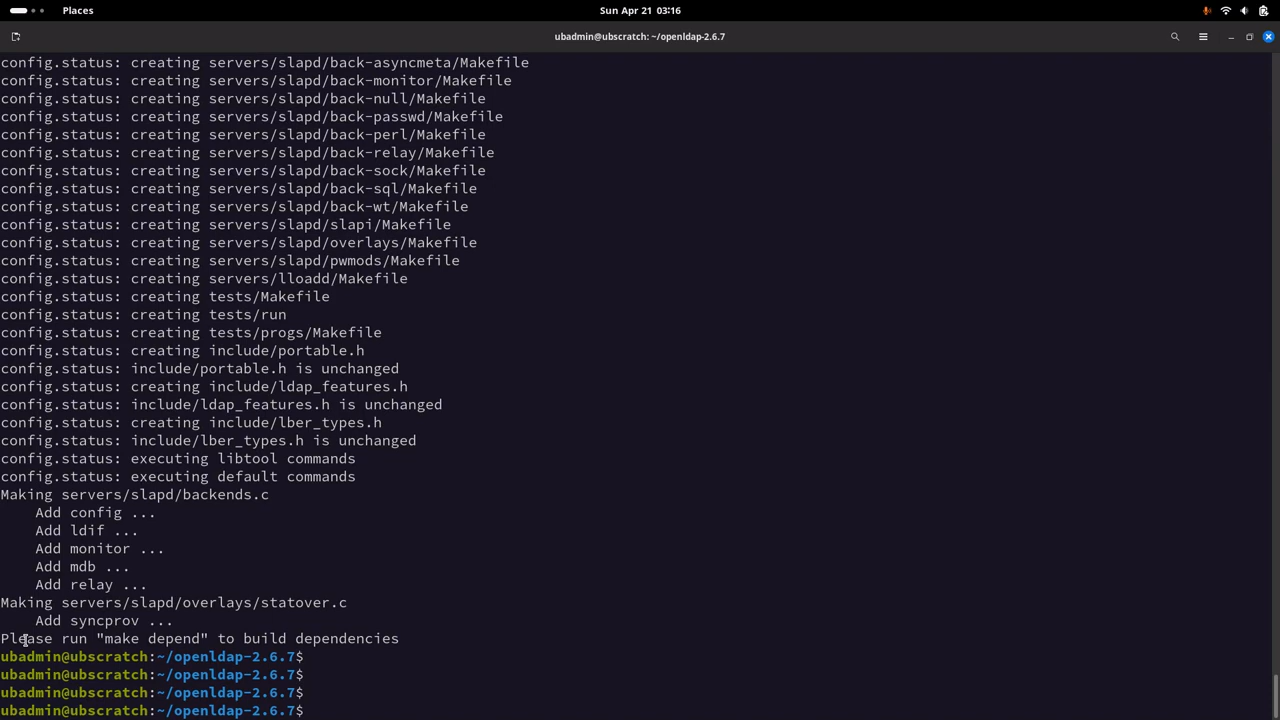 Places
Sun Apr 21 03:16
ubadmin@ubscratch: ~/openldap-2.6.7
config.status: creating servers/slapd/back-asyncmeta/Makefile
config.status: creating servers/slapd/back-monitor/Makefile
config.status: creating servers/slapd/back-null/Makefile
config.status: creating servers/slapd/back-passwd/Makefile
config.status: creating servers/slapd/back-perl/Makefile
config.status: creating servers/slapd/back-relay/Makefile
config.status: creating servers/slapd/back-sock/Makefile
config.status: creating servers/slapd/back-sql/Makefile
config.status: creating servers/slapd/back-wt/Makefile
config.status: creating servers/slapd/slapi/Makefile
config.status: creating servers/slapd/overlays/Makefile
config.status: creating servers/slapd/pwmods/Makefile
config.status: creating servers/lloadd/Makefile
config.status: creating tests/Makefile
config.status: creating tests/run
config.status: creating tests/progs/Makefile
config.status: creating include/portable.h
config.status: include/portable.h is unchanged
config.status: creating include/ldap_features.h
config.status: include/ldap_features.h is unchanged
config.status: creating include/lber_types.h
config.status: include/lber_types.h is unchanged
config.status: executing libtool commands
config.status: executing default commands
Making servers/slapd/backends.c
    Add config ...
    Add ldif ...
    Add monitor ...
    Add mdb ...
    Add relay ...
Making servers/slapd/overlays/statover.c
    Add syncprov ...
Please run "make depend" to build dependencies
ubadmin@ubscratch:~/openldap-2.6.7$
ubadmin@ubscratch:~/openldap-2.6.7$
ubadmin@ubscratch:~/openldap-2.6.7$
ubadmin@ubscratch:~/openldap-2.6.7$